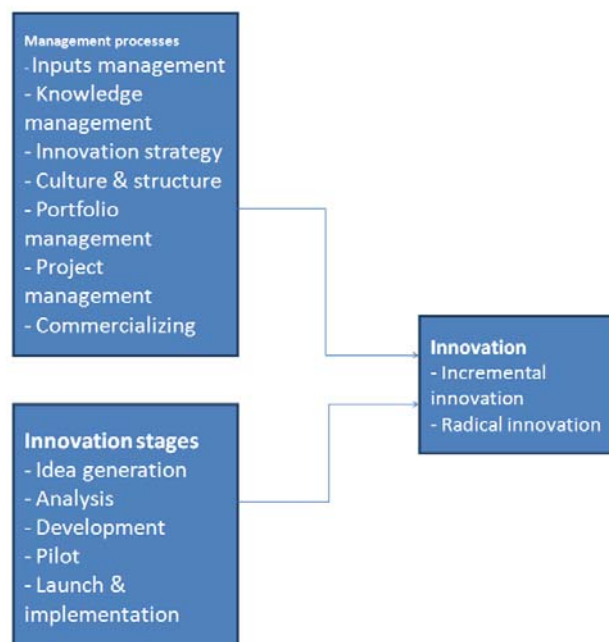 Management processes
- Inputs management
- Knowledge
management
- Innovation strategy
- Culture & structure
- Portfolio
management
- Project
management
- Commercializing
Innovation
- Incremental
innovation
- Radical innovation
Innovation stages
- Idea generation
- Analysis
- Development
- Pilot
- Launch &
implementation